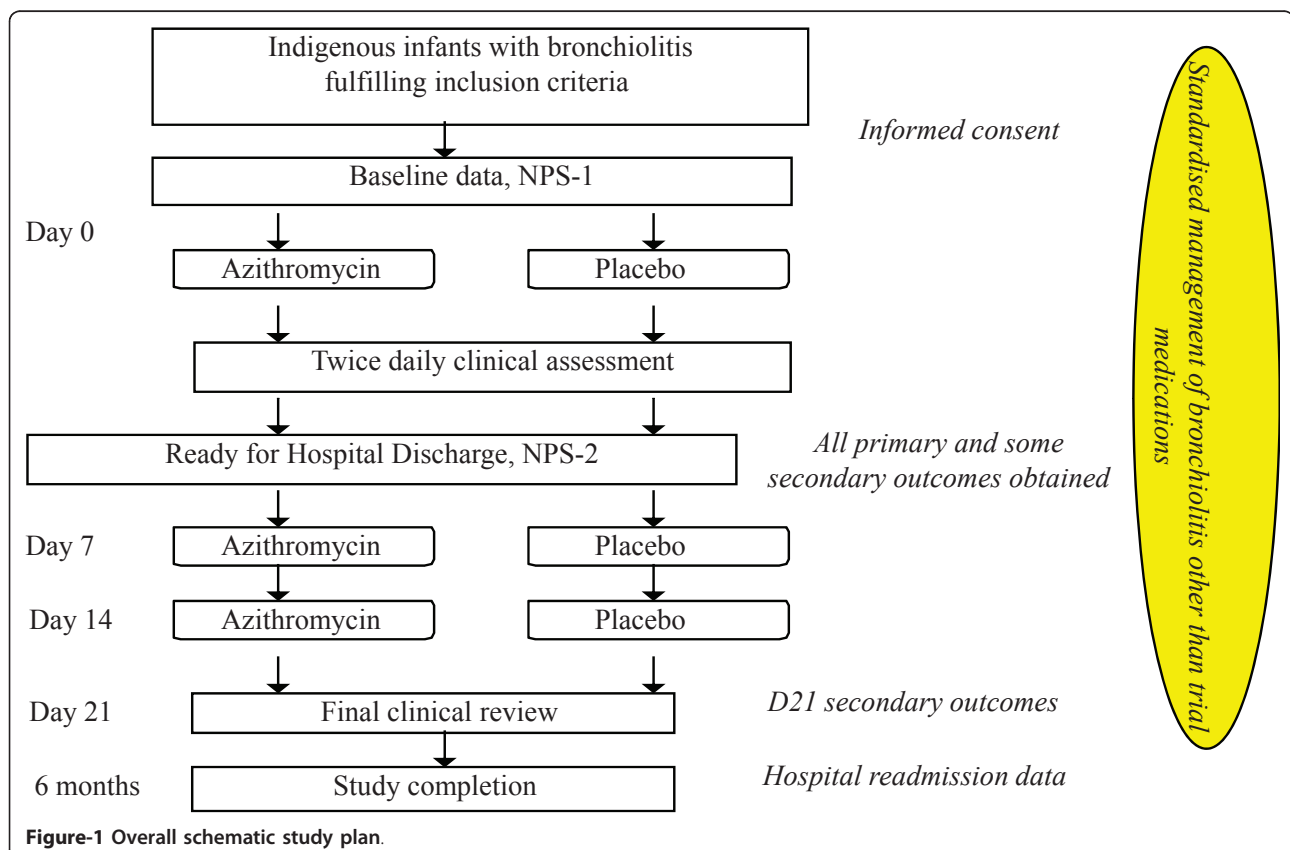 Indigenous infants with bronchiolitis
fulfilling inclusion criteria
Informed consent
Baseline data, NPS-1
Day 0
Azithromycin
Placebo
Twice daily clinical assessment
Ready for Hospital Discharge, NPS-2
All primary and some
secondary outcomes obtained
Day 7
Azithromycin
Placebo
Day 14
Azithromycin
Placebo
Day 21
Final clinical review
D21 secondary outcomes
6 months
Study completion
Hospital readmission data
Standardised management of bronchiolitis other than trial
medications
Figure-1 Overall schematic study plan.